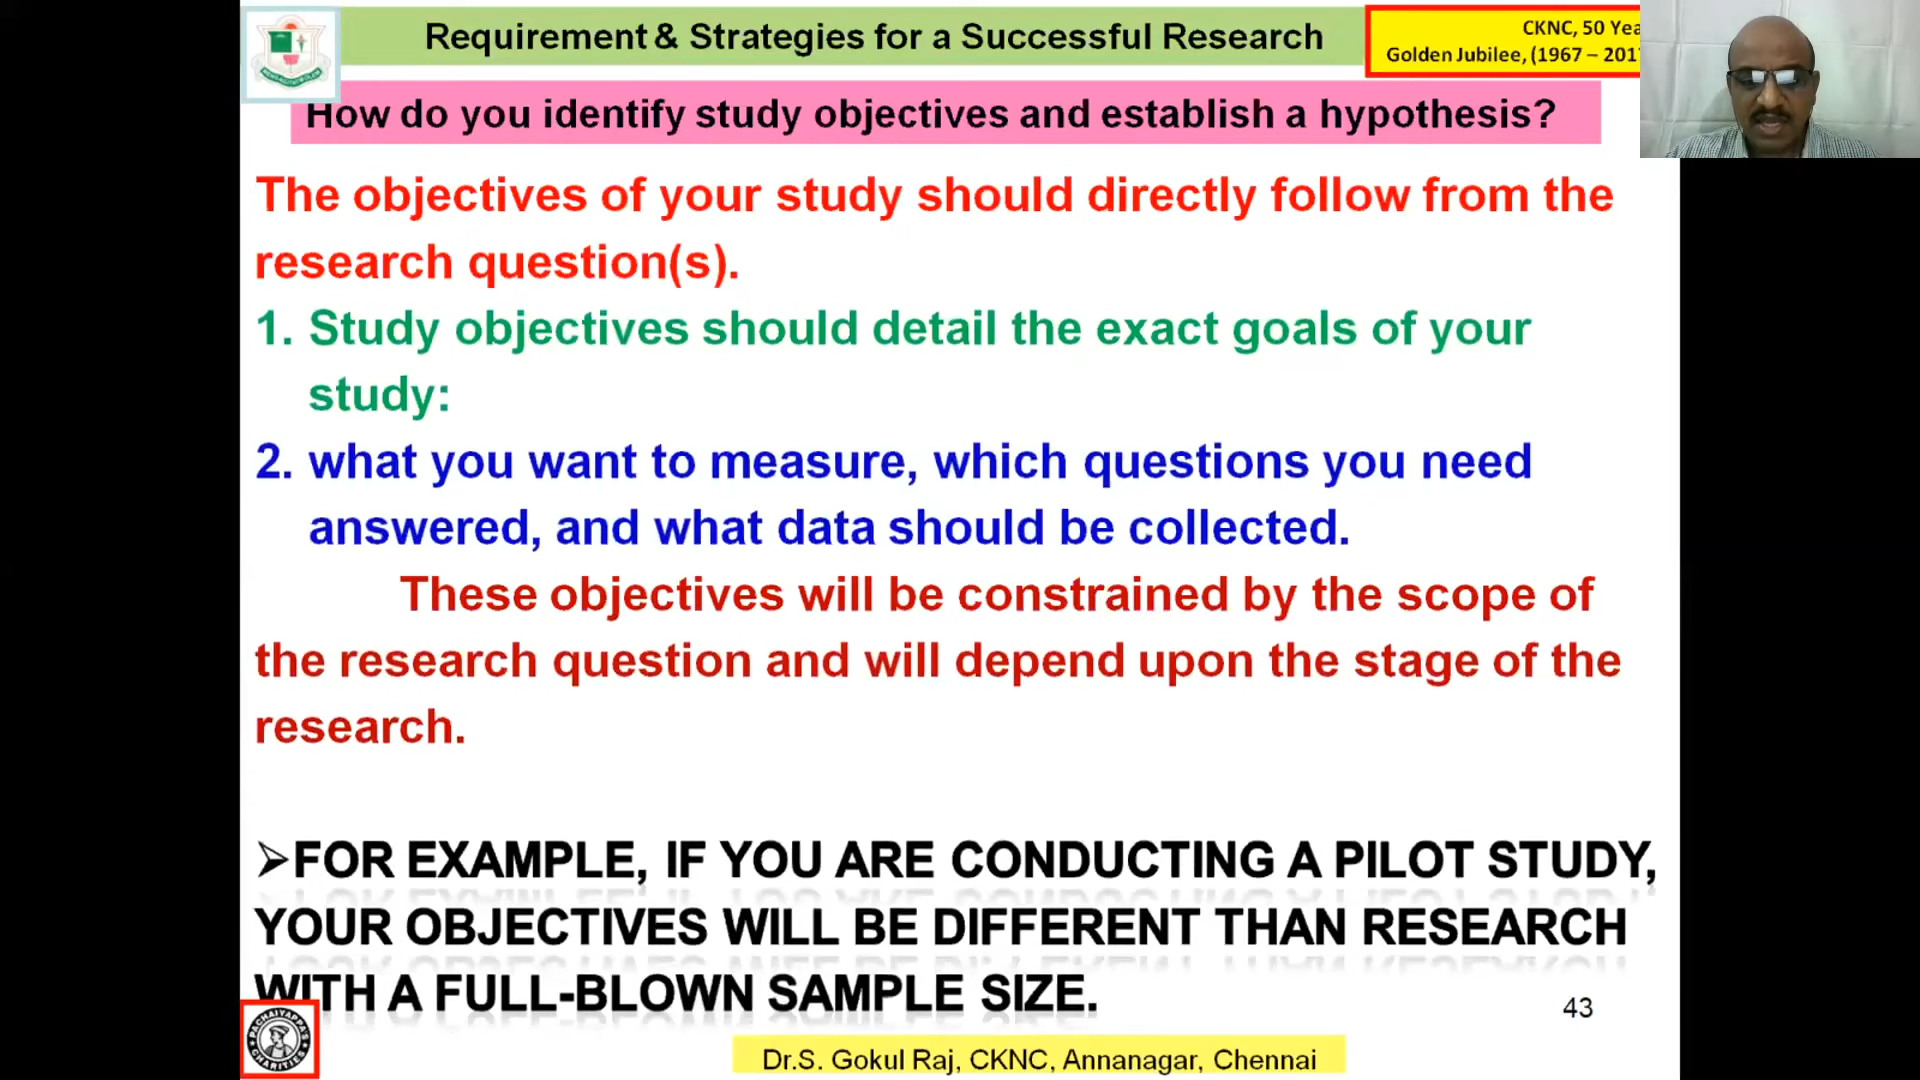 Requirement & Strategies for a Successful Research
CKNC, 50 Yea
Golden Jubilee, (1967 – 201
How do you identify study objectives and establish a hypothesis?
The objectives of your study should directly follow from the
research question(s).
1. Study objectives should detail the exact goals of your
study:
2. what you want to measure, which questions you need
answered, and what data should be collected.
These objectives will be constrained by the scope of
the research question and will depend upon the stage of the
research.
➢FOR EXAMPLE, IF YOU ARE CONDUCTING A PILOT STUDY,
YOUR OBJECTIVES WILL BE DIFFERENT THAN RESEARCH
WITH A FULL-BLOWN SAMPLE SIZE.
43
PACHAIYAPPA'S
CHARITIES
Dr.S. Gokul Raj, CKNC, Annanagar, Chennai